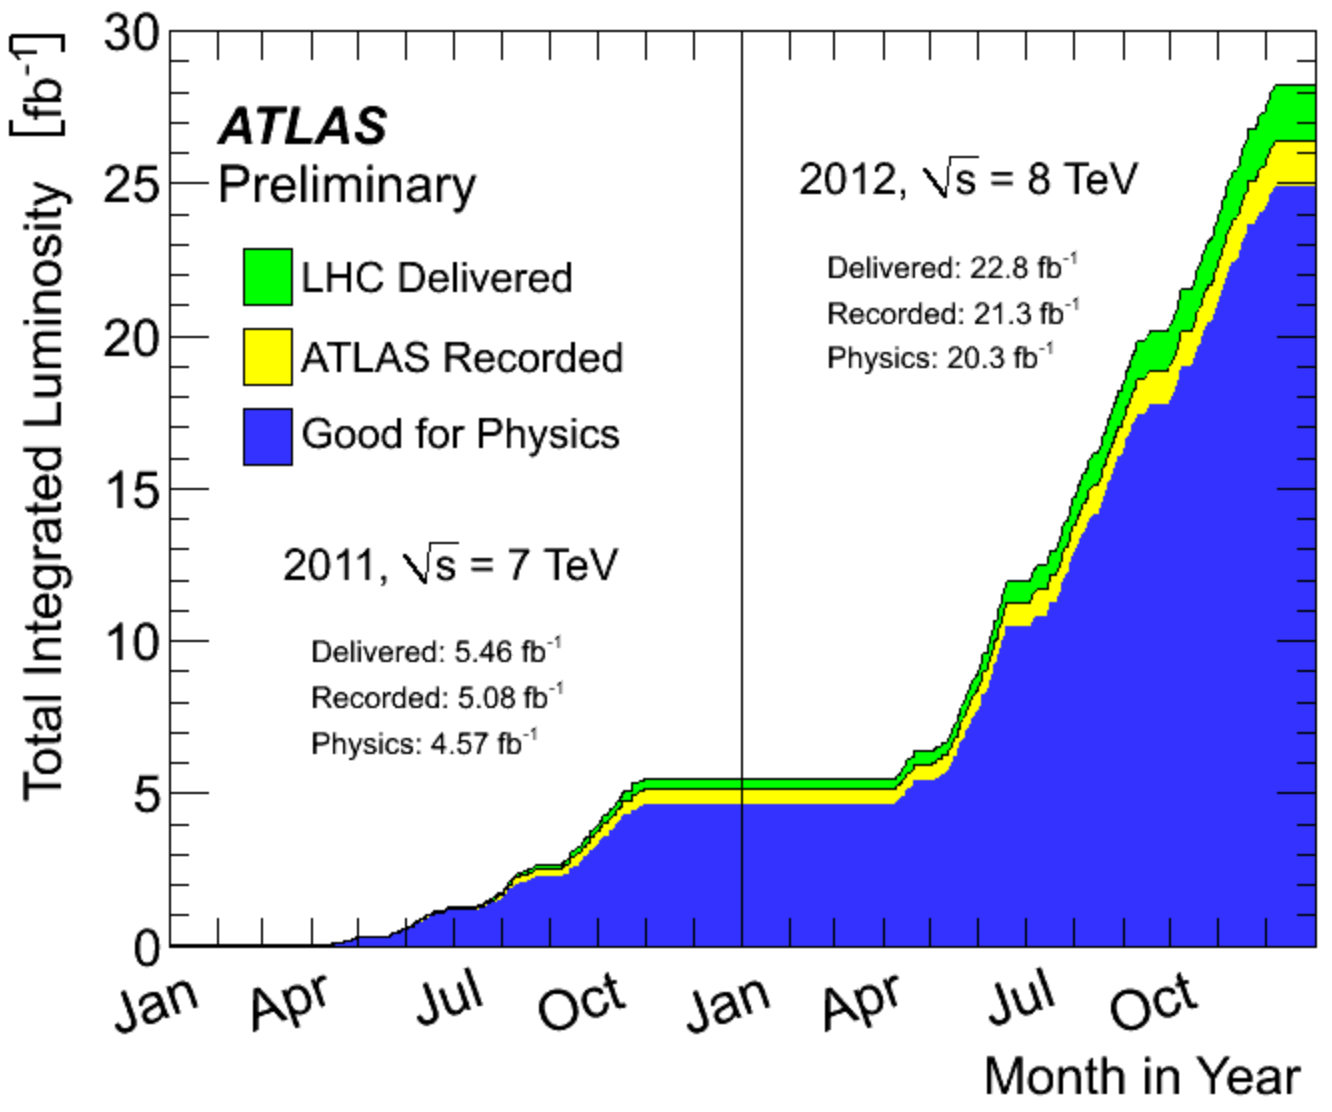 Total Integrated Luminosity [fb⁻¹]
30
25
20
15
10
5
0
ATLAS
Preliminary
LHC Delivered
ATLAS Recorded
Good for Physics
2011, √s = 7 TeV
Delivered: 5.46 fb⁻¹
Recorded: 5.08 fb⁻¹
Physics: 4.57 fb⁻¹
2012, √s = 8 TeV
Delivered: 22.8 fb⁻¹
Recorded: 21.3 fb⁻¹
Physics: 20.3 fb⁻¹
Jan Apr Jul Oct Jan Apr Jul Oct
Month in Year